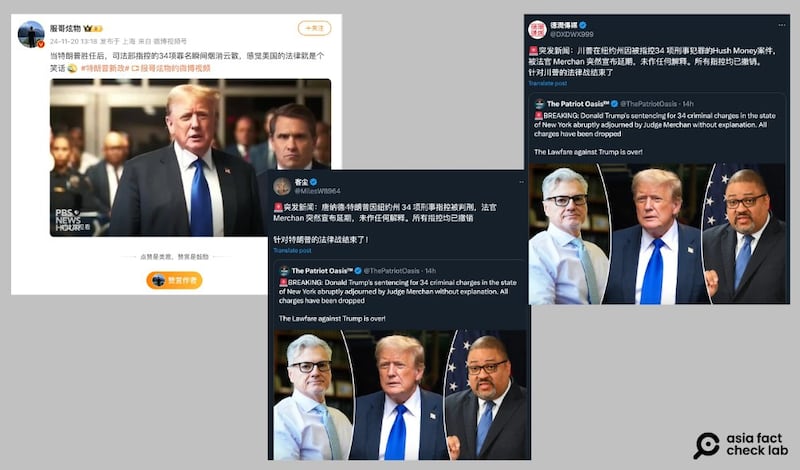 服哥炫物
24-11-20 13:18 发布于 上海 来自 微博视频号
+关注
当特朗普胜任后，司法部指控的34项罪名瞬间烟消云散，感觉美国的法律就是个
笑话 #特朗普新政# 服哥炫物的微博视频
PBS
NEWS
HOUR
点赞是美意，赞赏是鼓励
赞赏作者
客尘
@MilesW8964
突发新闻：唐纳德·特朗普因纽约州 34 项刑事指控被判刑，法官
Merchan 突然宣布延期，未作任何解释。所有指控均已撤销
针对特朗普的法律战结束了！
Translate post
The Patriot Oasis™ @ThePatriotOasis · 14h
BREAKING: Donald Trump's sentencing for 34 criminal charges in the state
of New York abruptly adjourned by Judge Merchan without explanation. All
charges have been dropped
The Lawfare against Trump is over!
德潤傳媒
@DXDWX999
突发新闻：川普在纽约州因被指控34 项刑事犯罪的Hush Money案件，
被法官 Merchan 突然宣布延期，未作任何解释。所有指控均已撤销。
针对川普的法律战结束了
Translate post
The Patriot Oasis™ @ThePatriotOasis · 14h
BREAKING: Donald Trump's sentencing for 34 criminal charges in the state
of New York abruptly adjourned by Judge Merchan without explanation. All
charges have been dropped
The Lawfare against Trump is over!
asia fact
check lab